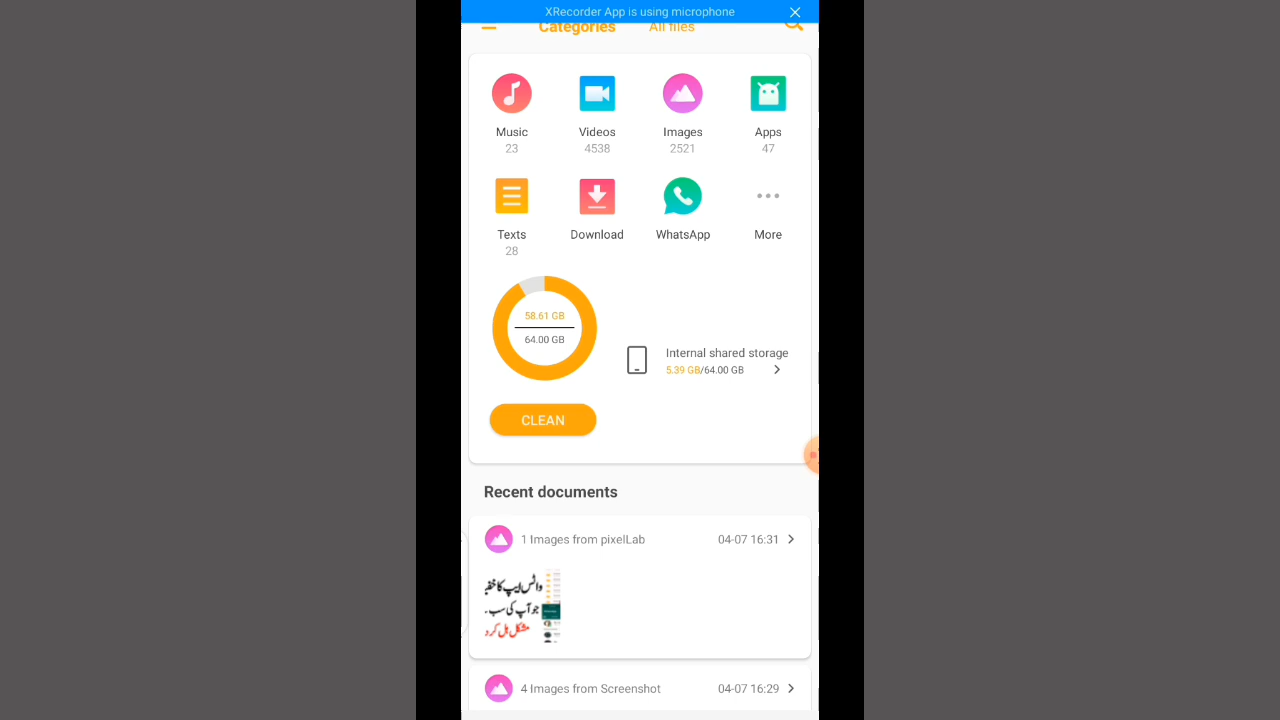 XRecorder App is using microphone
Categories All files
Music Videos Images Apps
23 4538 2521 47
Texts Download WhatsApp More
28
58.61 GB
64.00 GB
Internal shared storage
5.39 GB/64.00 GB
CLEAN
Recent documents
1 Images from pixelLab 04-07 16:31
واٹس ایپ کا
جو آپ کی سب
مشکل حل کر د
4 Images from Screenshot 04-07 16:29